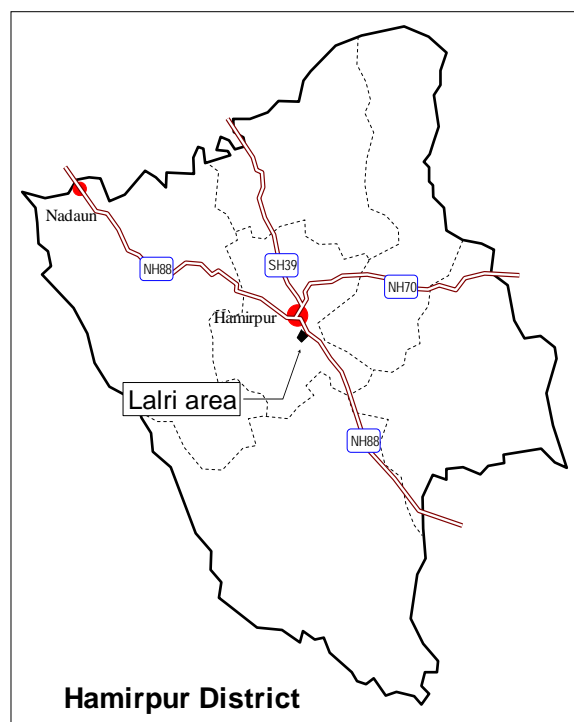 Nadaun
NH88
SH39
NH70
Hamirpur
Lalri area
NH88
Hamirpur District